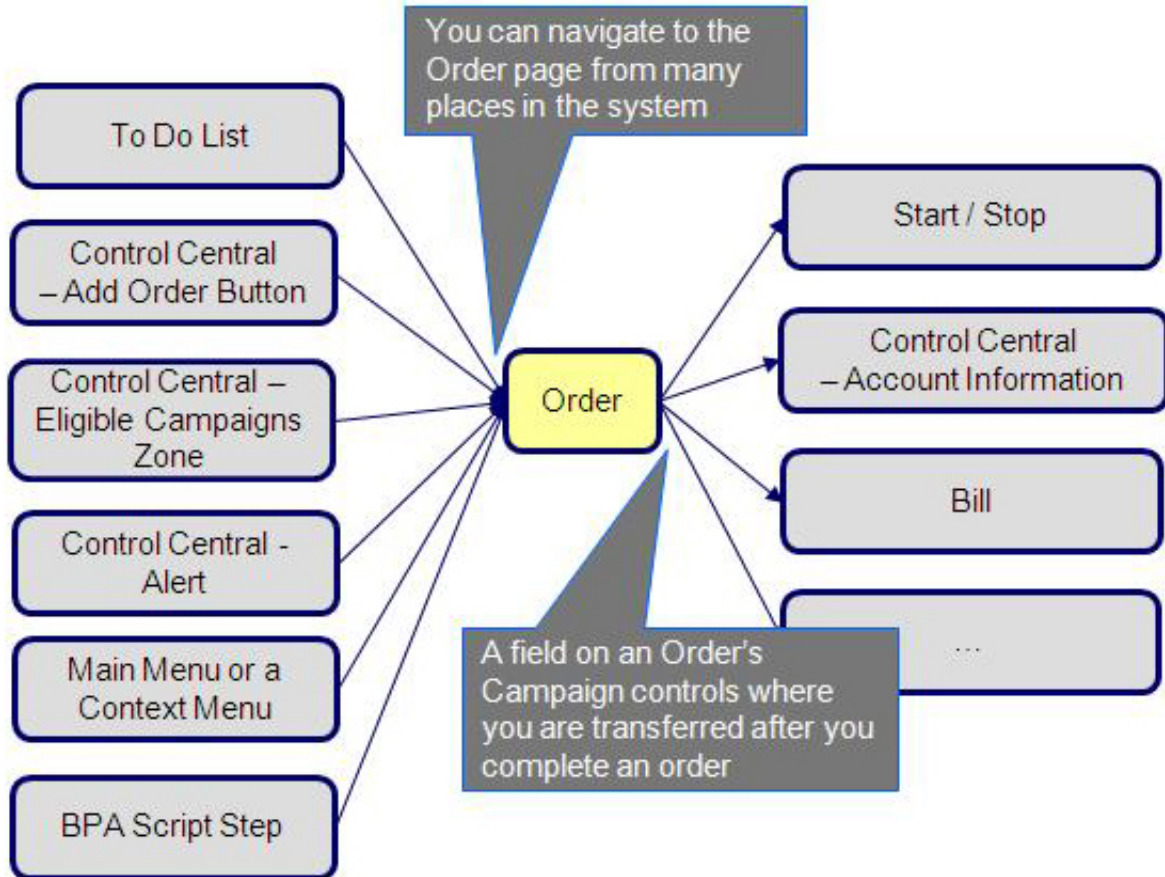 You can navigate to the
Order page from many
places in the system
To Do List
Control Central
– Add Order Button
Control Central –
Eligible Campaigns
Zone
Control Central -
Alert
Main Menu or a
Context Menu
BPA Script Step
Order
Start / Stop
Control Central
– Account Information
Bill
...
A field on an Order's
Campaign controls where
you are transferred after you
complete an order